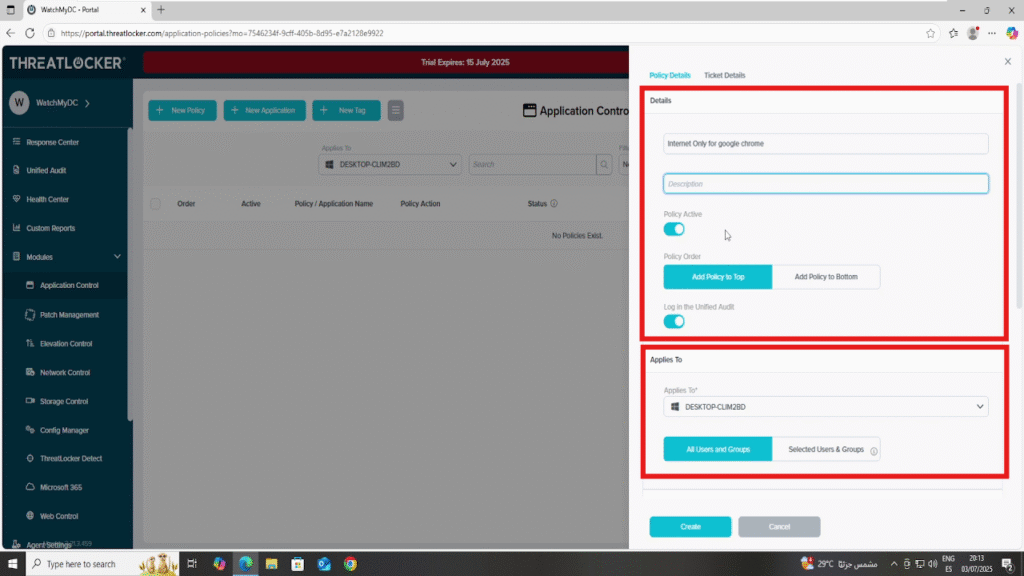 WatchMyDC - Portal
https://portal.threatlocker.com/application-policies?mo=7546234f-9cff-405b-8d95-e7a2128e9922
THREATLOCKER
Trial Expires: 15 July 2025
W WatchMyDC
Response Center
Unified Audit
Health Center
Custom Reports
Modules
Application Control
Patch Management
Elevation Control
Network Control
Storage Control
Config Manager
ThreatLocker Detect
Microsoft 365
Web Control
Agent Settings
+ New Policy
+ New Application
+ New Tag
Application Contro
Applies To
DESKTOP-CLIM2BD
Search
Order Active Policy / Application Name Policy Action Status
No Policies Exist.
Policy Details Ticket Details
Details
Internet Only for google chrome
Description
Policy Active
Policy Order
Add Policy to Top Add Policy to Bottom
Log in the Unified Audit
Applies To
Applies To*
DESKTOP-CLIM2BD
All Users and Groups Selected Users & Groups
Create Cancel
Type here to search
29°C مشمس جزئيًا
ENG
ES
20:13
03/07/2025
2